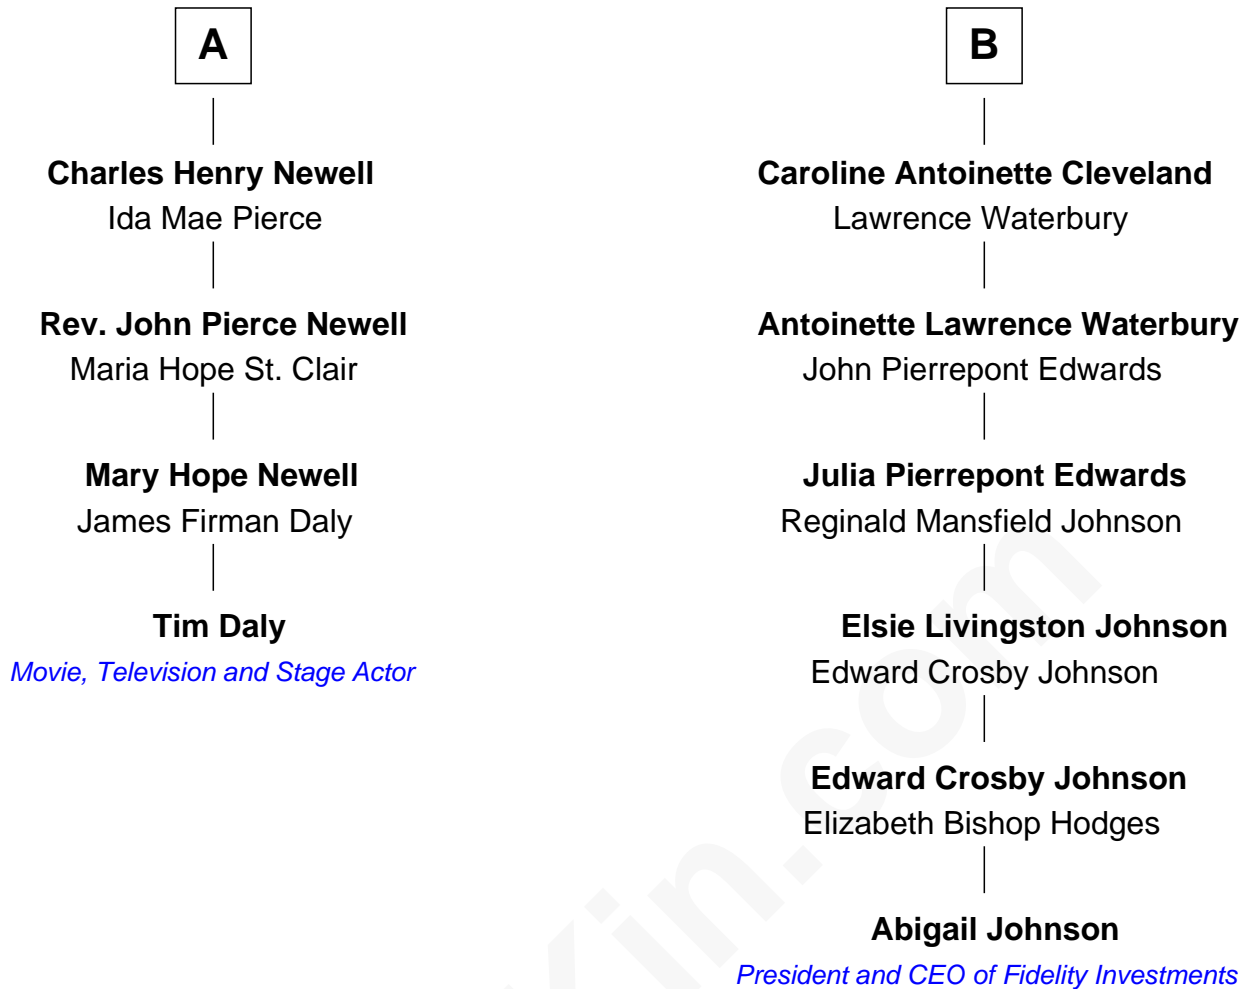 A
Charles Henry Newell
Ida Mae Pierce
Rev. John Pierce Newell
Maria Hope St. Clair
Mary Hope Newell
James Firman Daly
Tim Daly
Movie, Television and Stage Actor
B
Caroline Antoinette Cleveland
Lawrence Waterbury
Antoinette Lawrence Waterbury
John Pierrepont Edwards
Julia Pierrepont Edwards
Reginald Mansfield Johnson
Elsie Livingston Johnson
Edward Crosby Johnson
Edward Crosby Johnson
Elizabeth Bishop Hodges
Abigail Johnson
President and CEO of Fidelity Investments
Kin.com